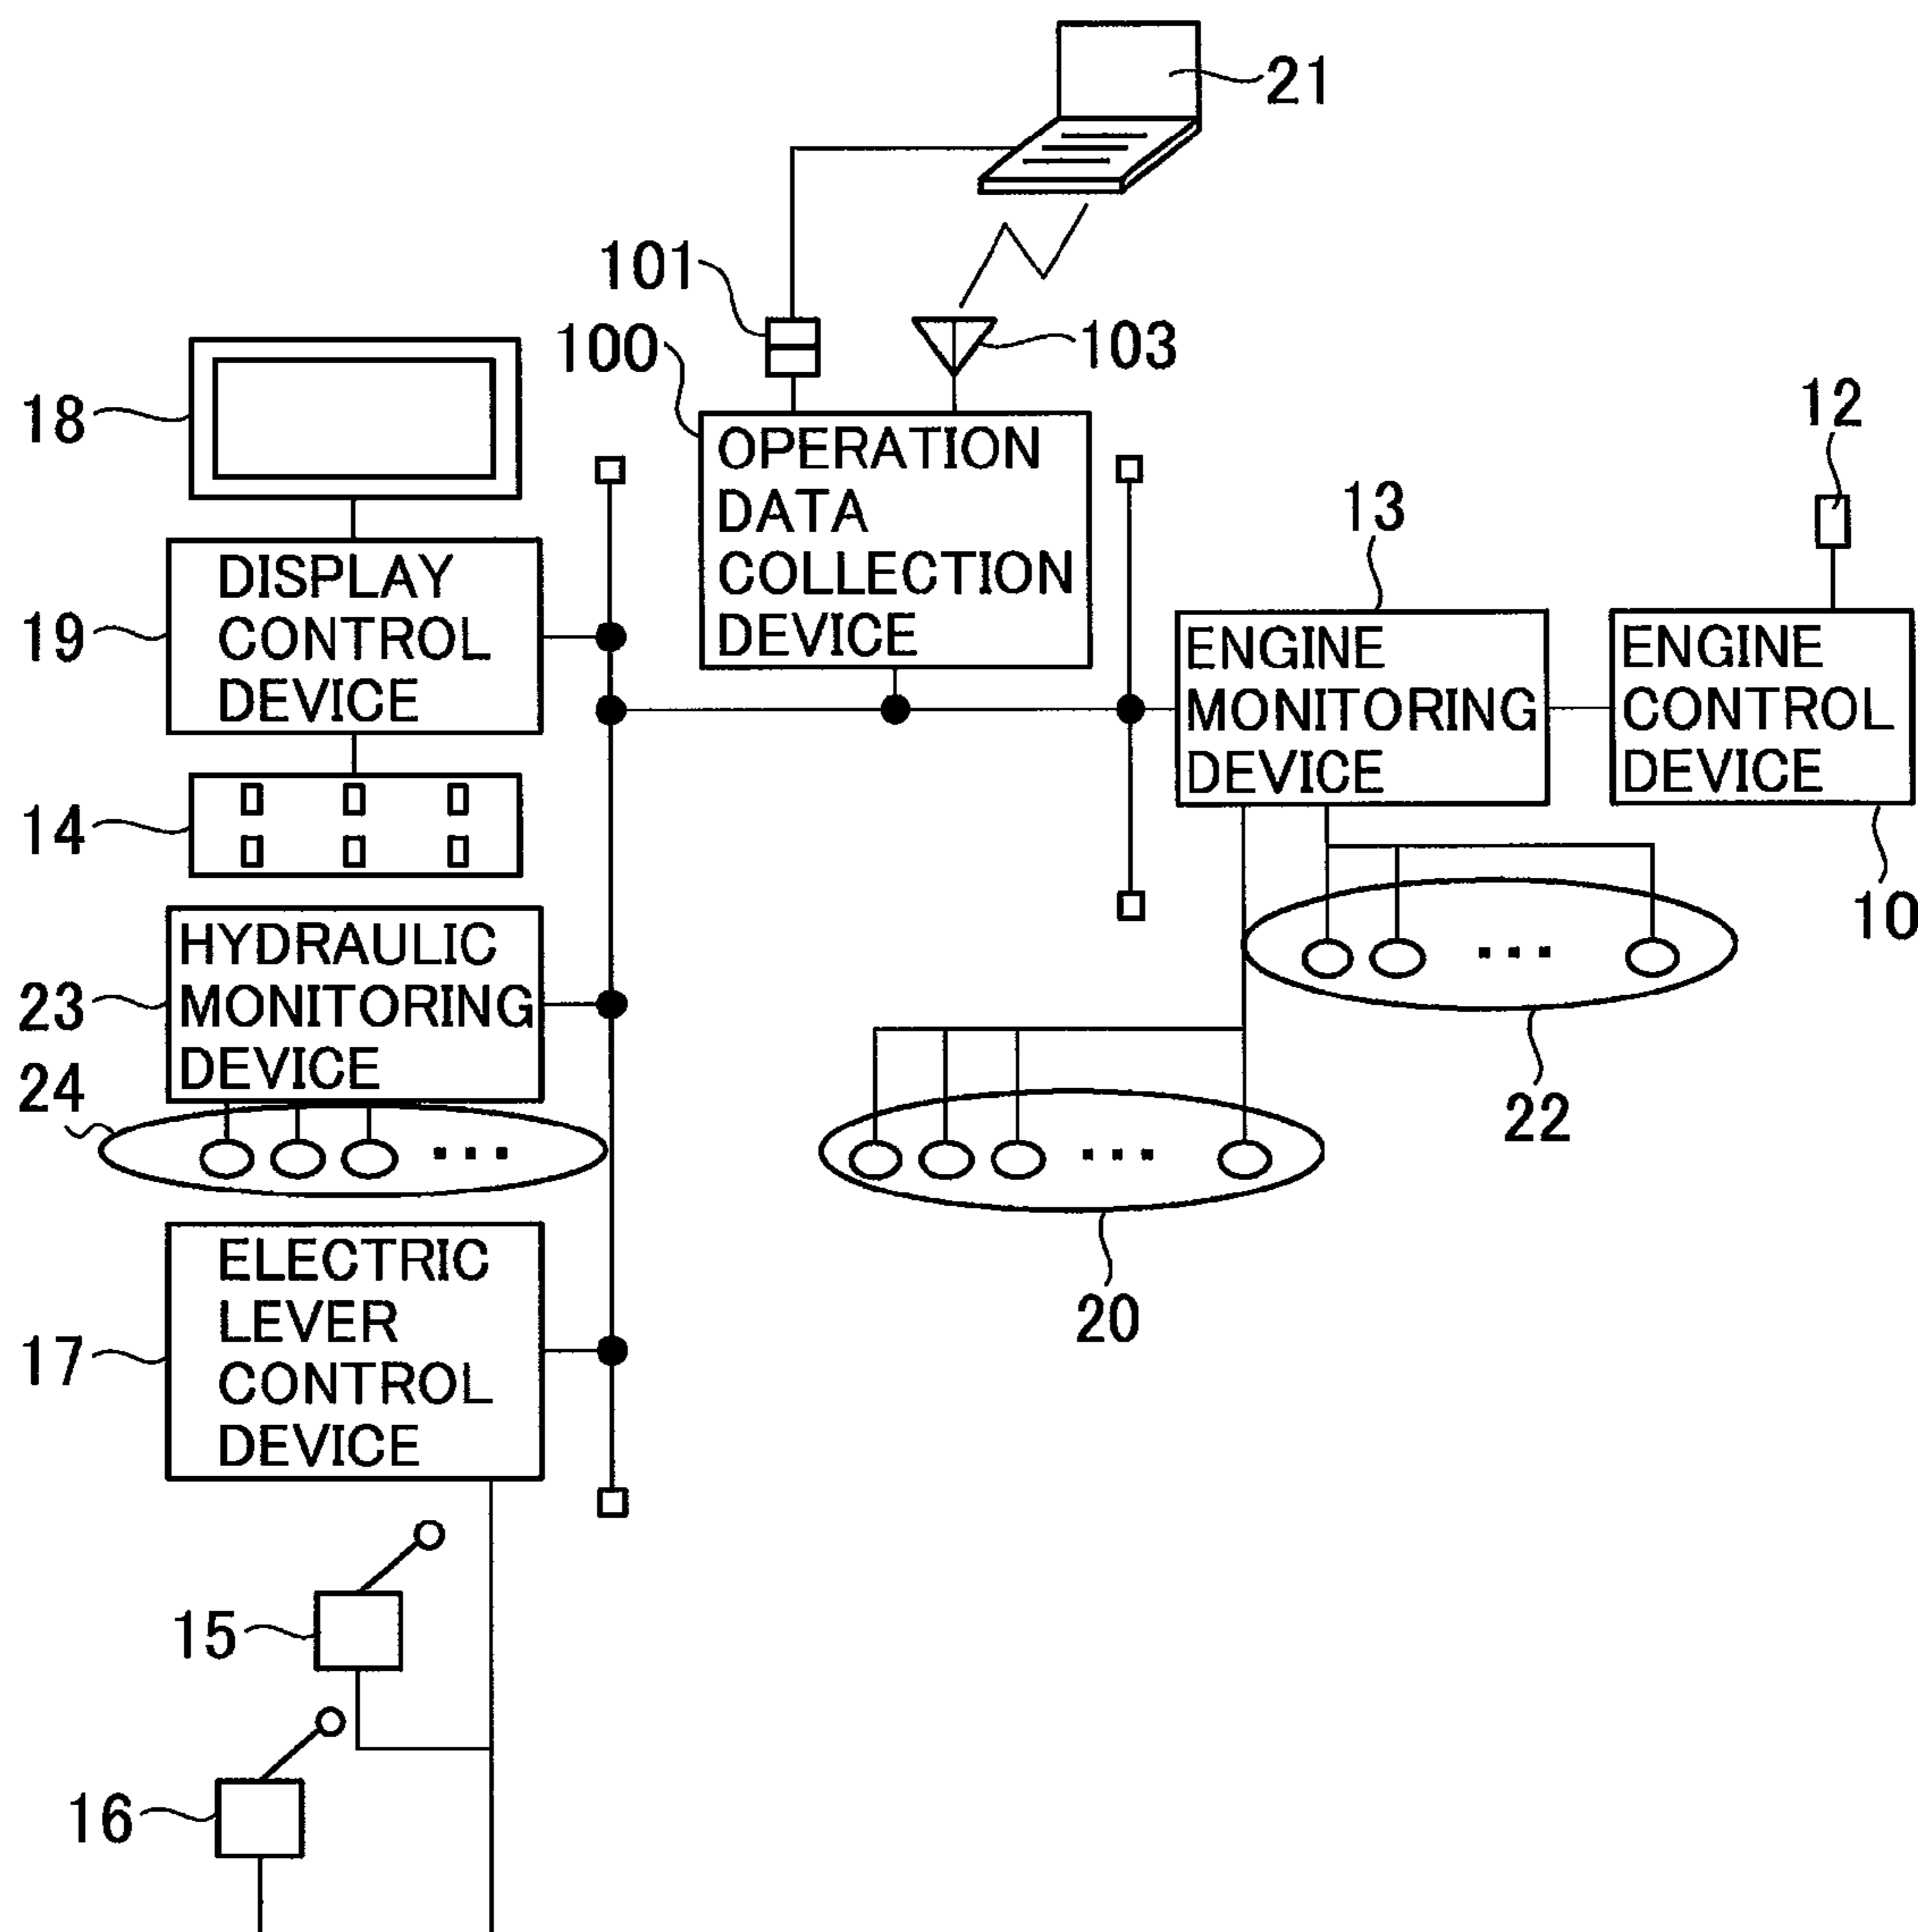 21
101
100
103
18
12
OPERATION
DATA
COLLECTION
DEVICE
13
DISPLAY
CONTROL
DEVICE
19
ENGINE
MONITORING
DEVICE
ENGINE
CONTROL
DEVICE
14
10
HYDRAULIC
MONITORING
DEVICE
23
24
22
20
ELECTRIC
LEVER
CONTROL
DEVICE
17
15
16